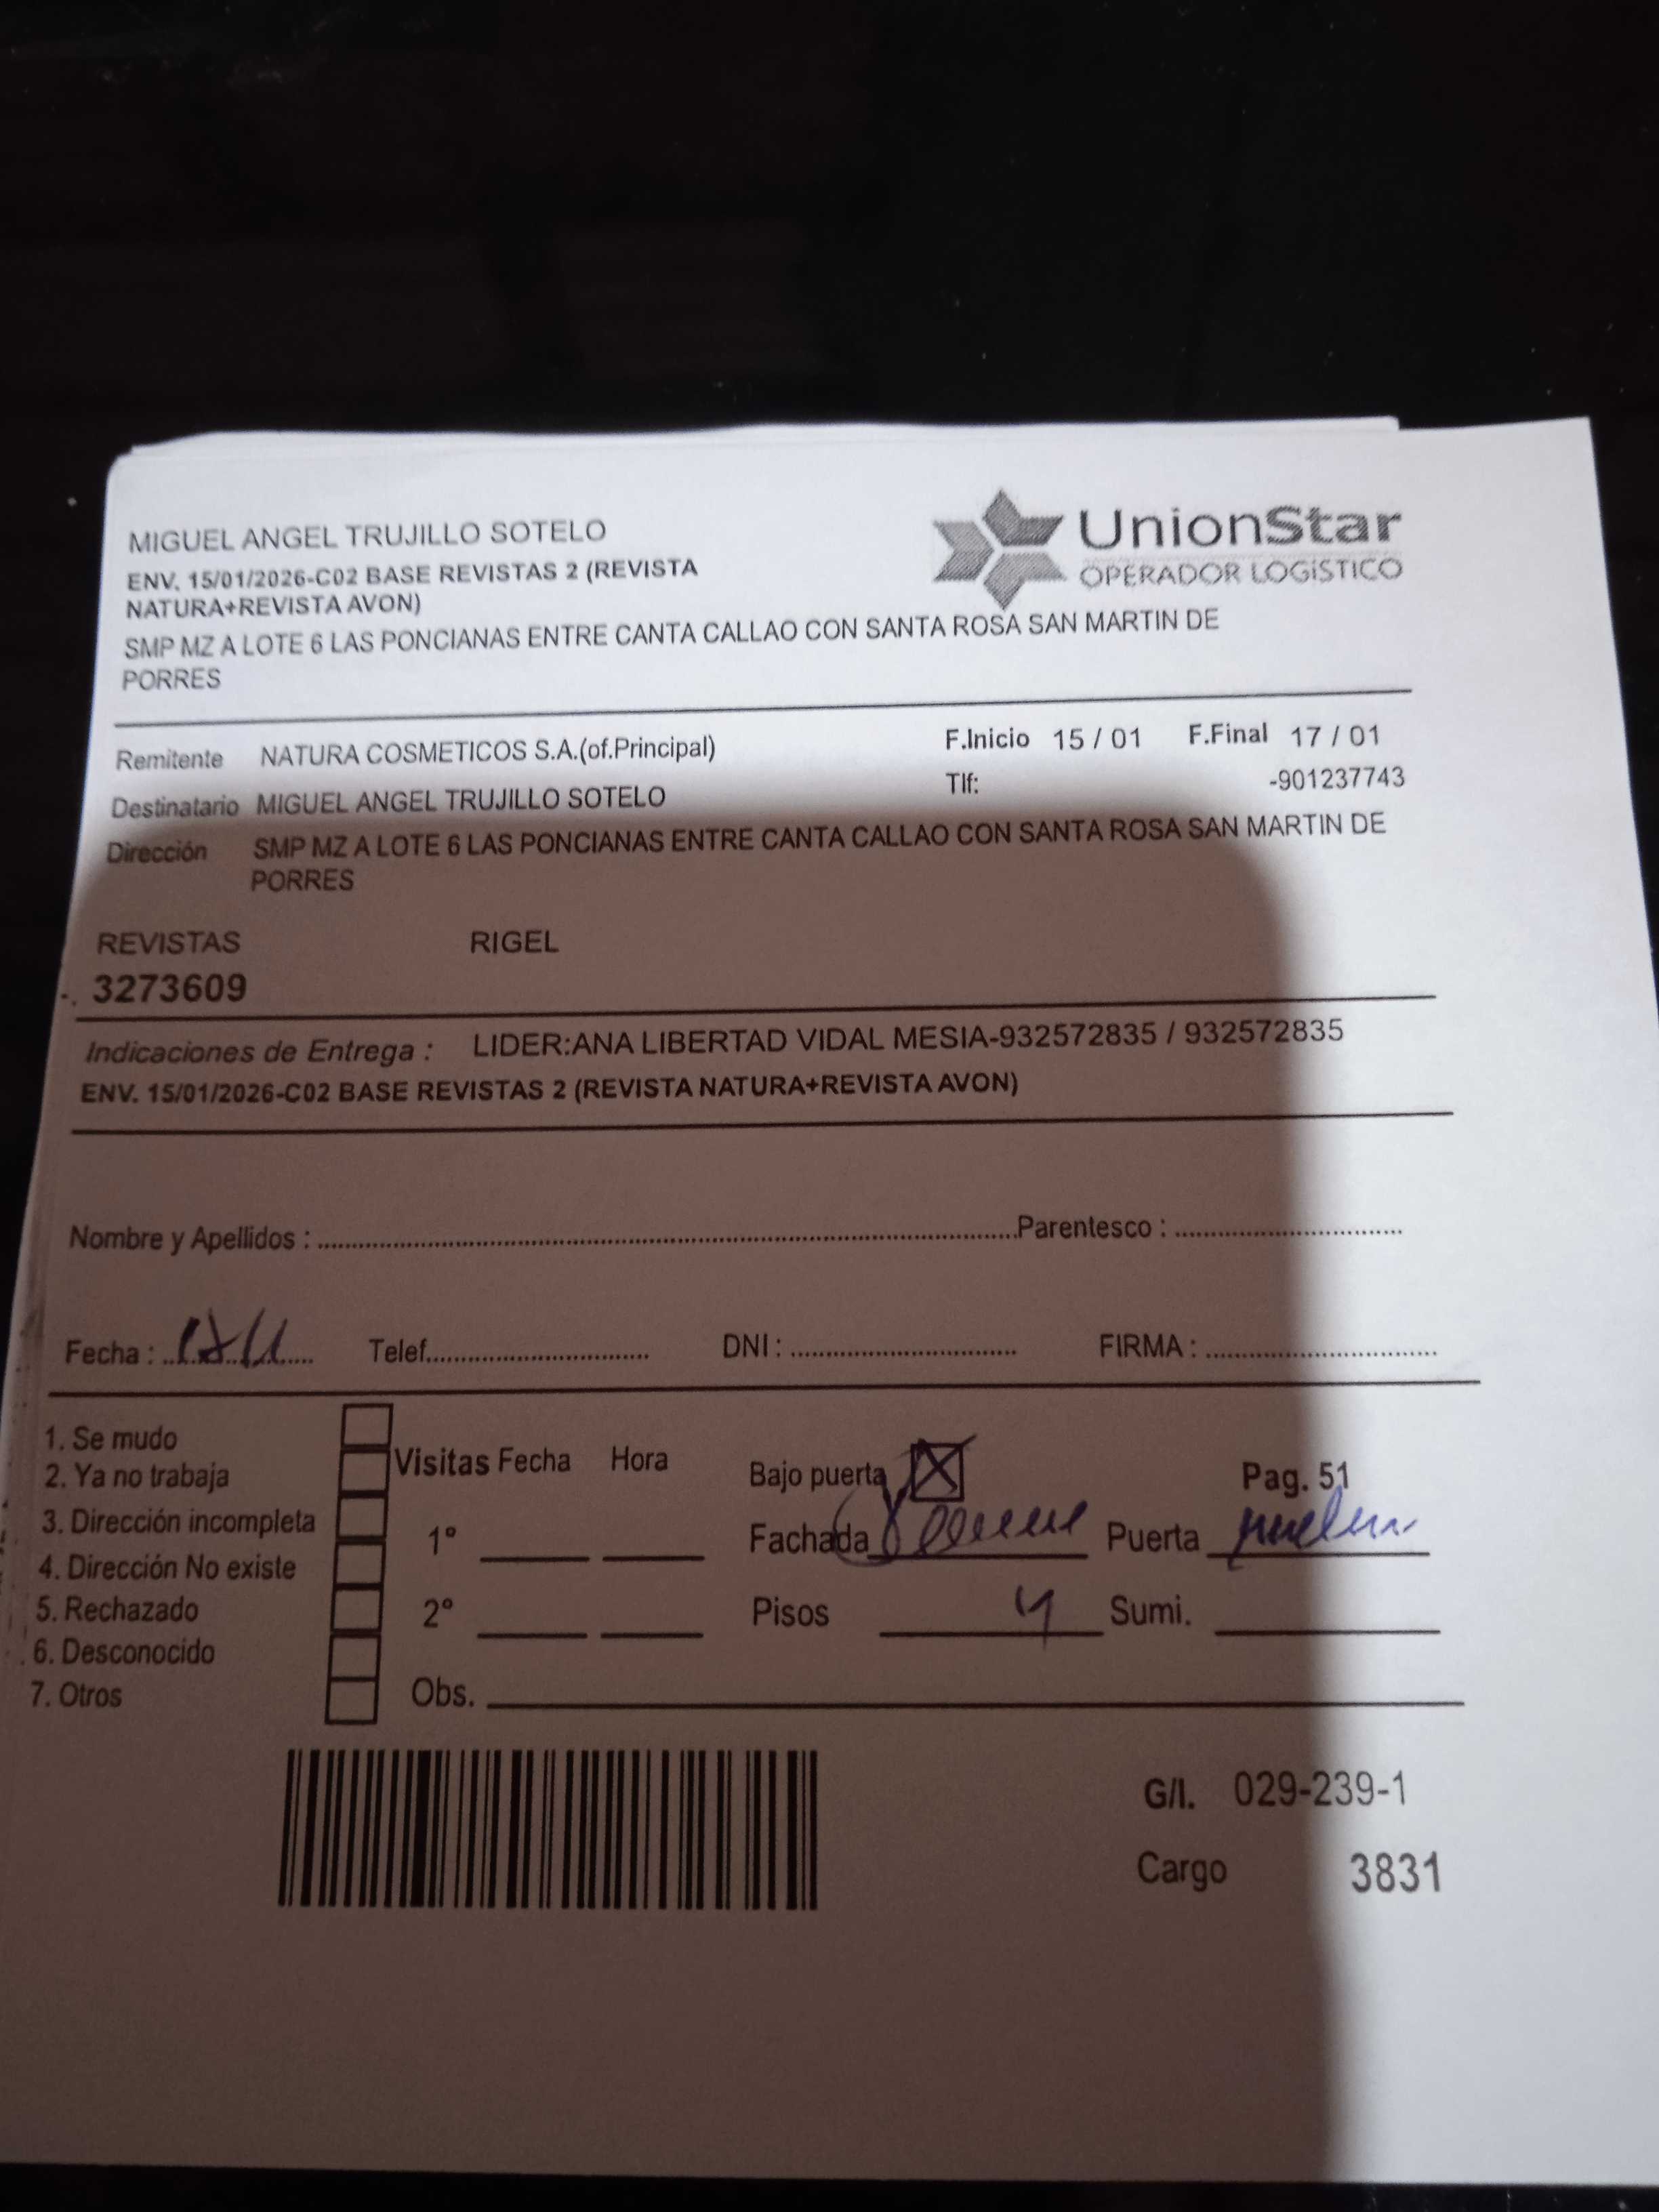 MIGUEL ANGEL TRUJILLO SOTELO
UnionStar
OPERADOR LOGíSTICO
ENV. 15/01/2026-C02 BASE REVISTAS 2 (REVISTA
NATURA+REVISTA AVON)
SMP MZ A LOTE 6 LAS PONCIANAS ENTRE CANTA CALLAO CON SANTA ROSA SAN MARTIN DE
PORRES
Remitente NATURA COSMETICOS S.A.(of.Principal) F.Inicio 15 / 01 F.Final 17 / 01
Destinatario MIGUEL ANGEL TRUJILLO SOTELO Tlf: -901237743
Dirección SMP MZ A LOTE 6 LAS PONCIANAS ENTRE CANTA CALLAO CON SANTA ROSA SAN MARTIN DE
PORRES
REVISTAS RIGEL
3273609
Indicaciones de Entrega : LIDER:ANA LIBERTAD VIDAL MESIA-932572835 / 932572835
ENV. 15/01/2026-C02 BASE REVISTAS 2 (REVISTA NATURA+REVISTA AVON)
Nombre y Apellidos : Parentesco :
Fecha : Telef. DNI : FIRMA :
1. Se mudo
2. Ya no trabaja
3. Dirección incompleta
4. Dirección No existe
5. Rechazado
6. Desconocido
7. Otros
Visitas Fecha Hora
1°
2°
Obs.
Bajo puerta X Pag. 51
Fachada Puerta
Pisos 4 Sumi.
G/I. 029-239-1
Cargo 3831